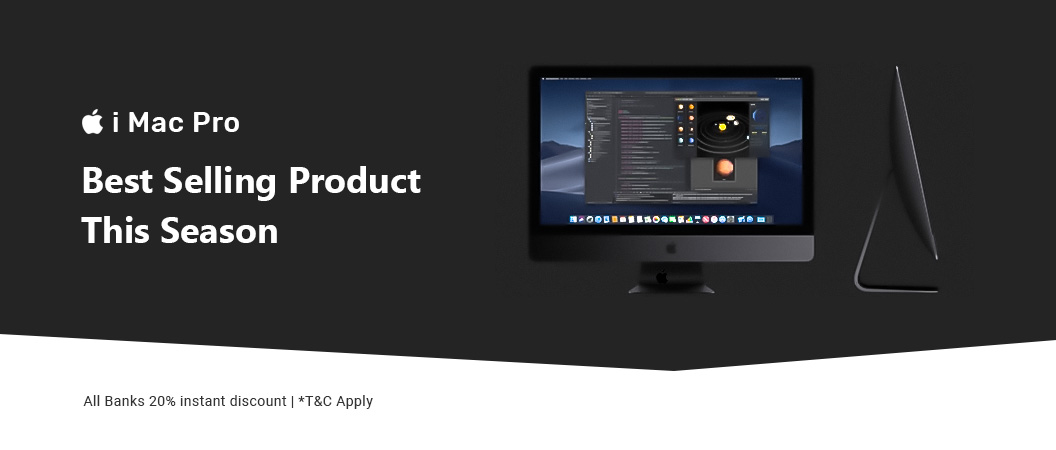 i Mac Pro
Best Selling Product
This Season
All Banks 20% instant discount | *T&C Apply